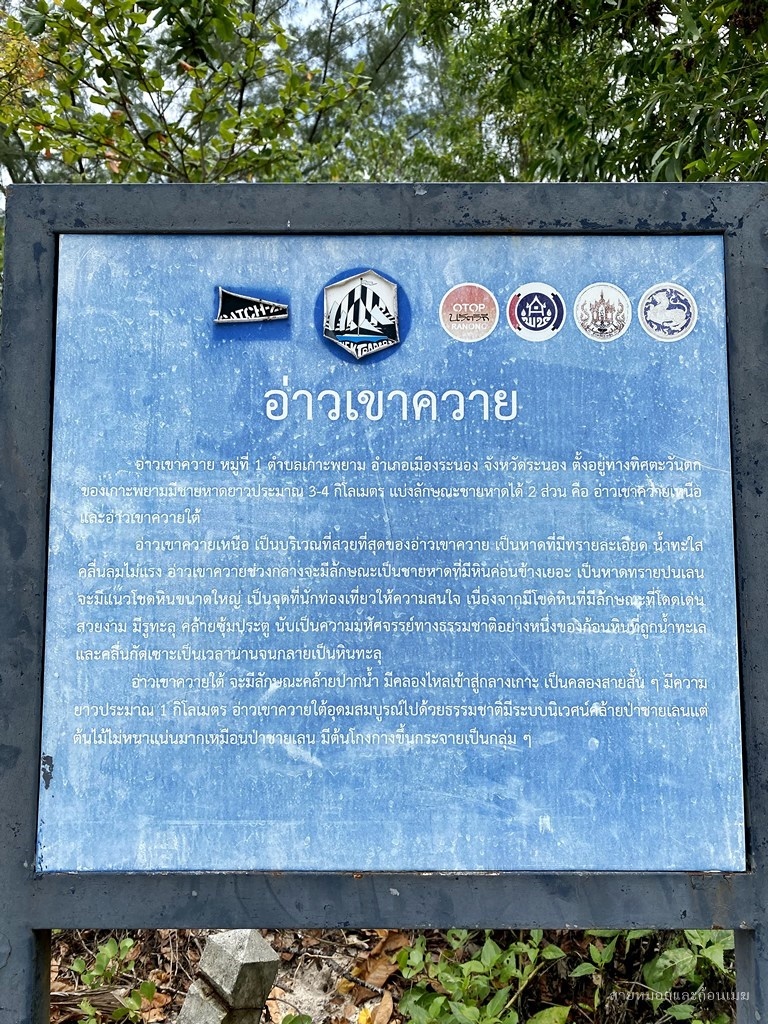 OTOP
RANONG
อ่าวเขาควาย
อ่าวเขาควาย หมู่ที่ 1 ตำบลเกาะพยาม อำเภอเมืองระนอง จังหวัดระนอง ตั้งอยู่ทางทิศตะวันตก
ของเกาะพยามมีชายหาดยาวประมาณ 3-4 กิโลเมตร แบ่งลักษณะชายหาดได้ 2 ส่วน คือ อ่าวเขาควายเหนือ
และอ่าวเขาควายใต้
อ่าวเขาควายเหนือ เป็นบริเวณที่สวยที่สุดของอ่าวเขาควาย เป็นหาดที่มีทรายละเอียด น้ำทะใส
คลื่นลมไม่แรง อ่าวเขาควายช่วงกลางจะมีลักษณะเป็นชายหาดที่มีหินค่อนข้างเยอะ เป็นหาดทรายปนเลน
จะมีแนวโขดหินขนาดใหญ่ เป็นจุดที่นักท่องเที่ยวให้ความสนใจ เนื่องจากมีโขดหินที่มีลักษณะที่โดดเด่น
สวยงาม มีรูทะลุ คล้ายซุ้มประตู นับเป็นความมหัศจรรย์ทางธรรมชาติอย่างหนึ่งของก้อนหินที่ถูกน้ำทะเล
และคลื่นกัดเซาะเป็นเวลานานจนกลายเป็นหินทะลุ
อ่าวเขาควายใต้ จะมีลักษณะคล้ายปากน้ำ มีคลองไหลเข้าสู่กลางเกาะ เป็นคลองสายสั้น ๆ มีความ
ยาวประมาณ 1 กิโลเมตร อ่าวเขาควายใต้อุดมสมบูรณ์ไปด้วยธรรมชาติมีระบบนิเวศน์คล้ายป่าชายเลนแต่
ต้นไม้ไม่หนาแน่นมากเหมือนป่าชายเลน มีต้นโกงกางขึ้นกระจายเป็นกลุ่ม ๆ
สายหมอยู่และก้อนเมฆ